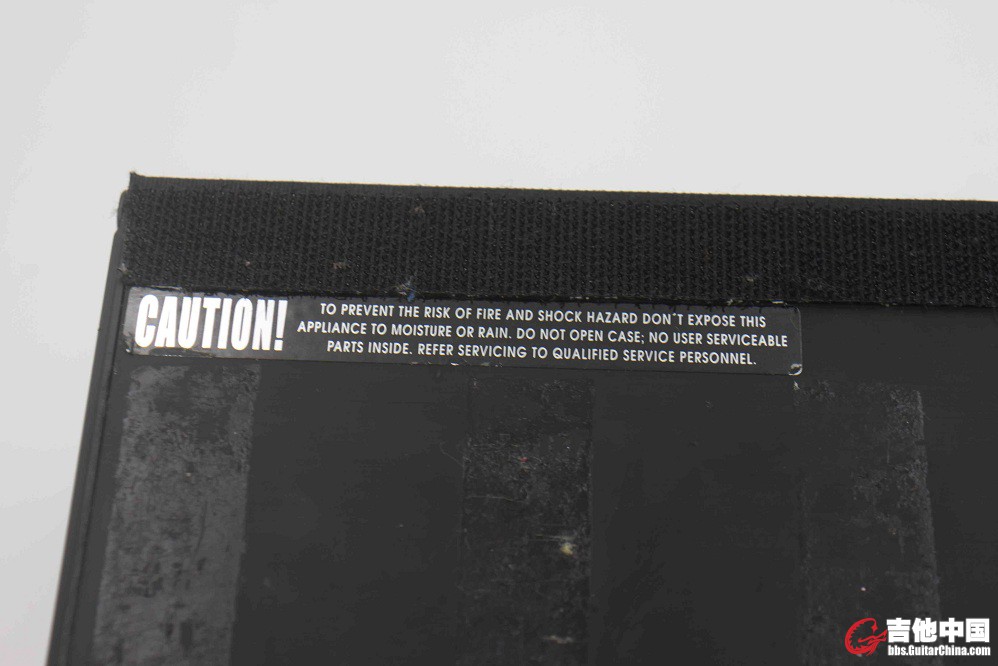 CAUTION!
TO PREVENT THE RISK OF FIRE AND SHOCK HAZARD DON'T EXPOSE THIS
APPLIANCE TO MOISTURE OR RAIN. DO NOT OPEN CASE; NO USER SERVICEABLE
PARTS INSIDE. REFER SERVICING TO QUALIFIED SERVICE PERSONNEL.
吉他中国
bbs.GuitarChina.com